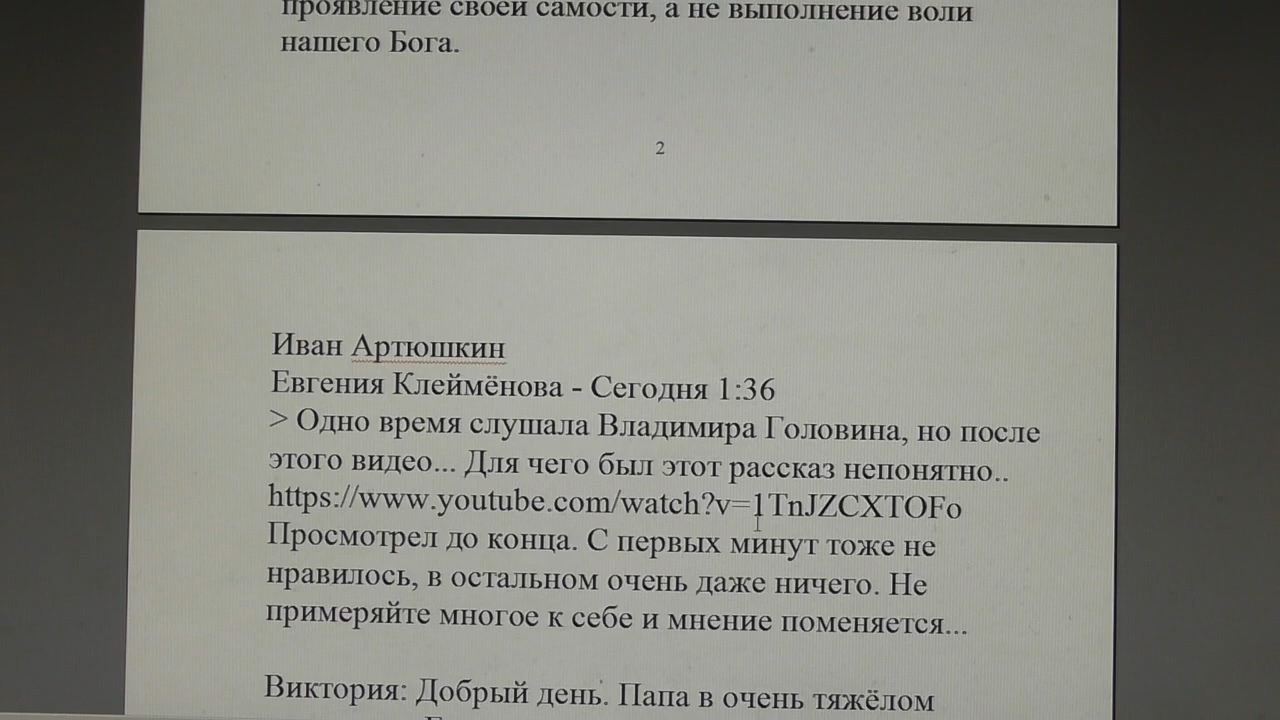 проявление своей самости, а не выполнение воли
нашего Бога.
2
Иван Артюшкин
Евгения Клеймёнова - Сегодня 1:36
> Одно время слушала Владимира Головина, но после
этого видео... Для чего был этот рассказ непонятно..
https://www.youtube.com/watch?v=1TnJZCXTOFo
Просмотрел до конца. С первых минут тоже не
нравилось, в остальном очень даже ничего. Не
примеряйте многое к себе и мнение поменяется...
Виктория: Добрый день. Папа в очень тяжёлом